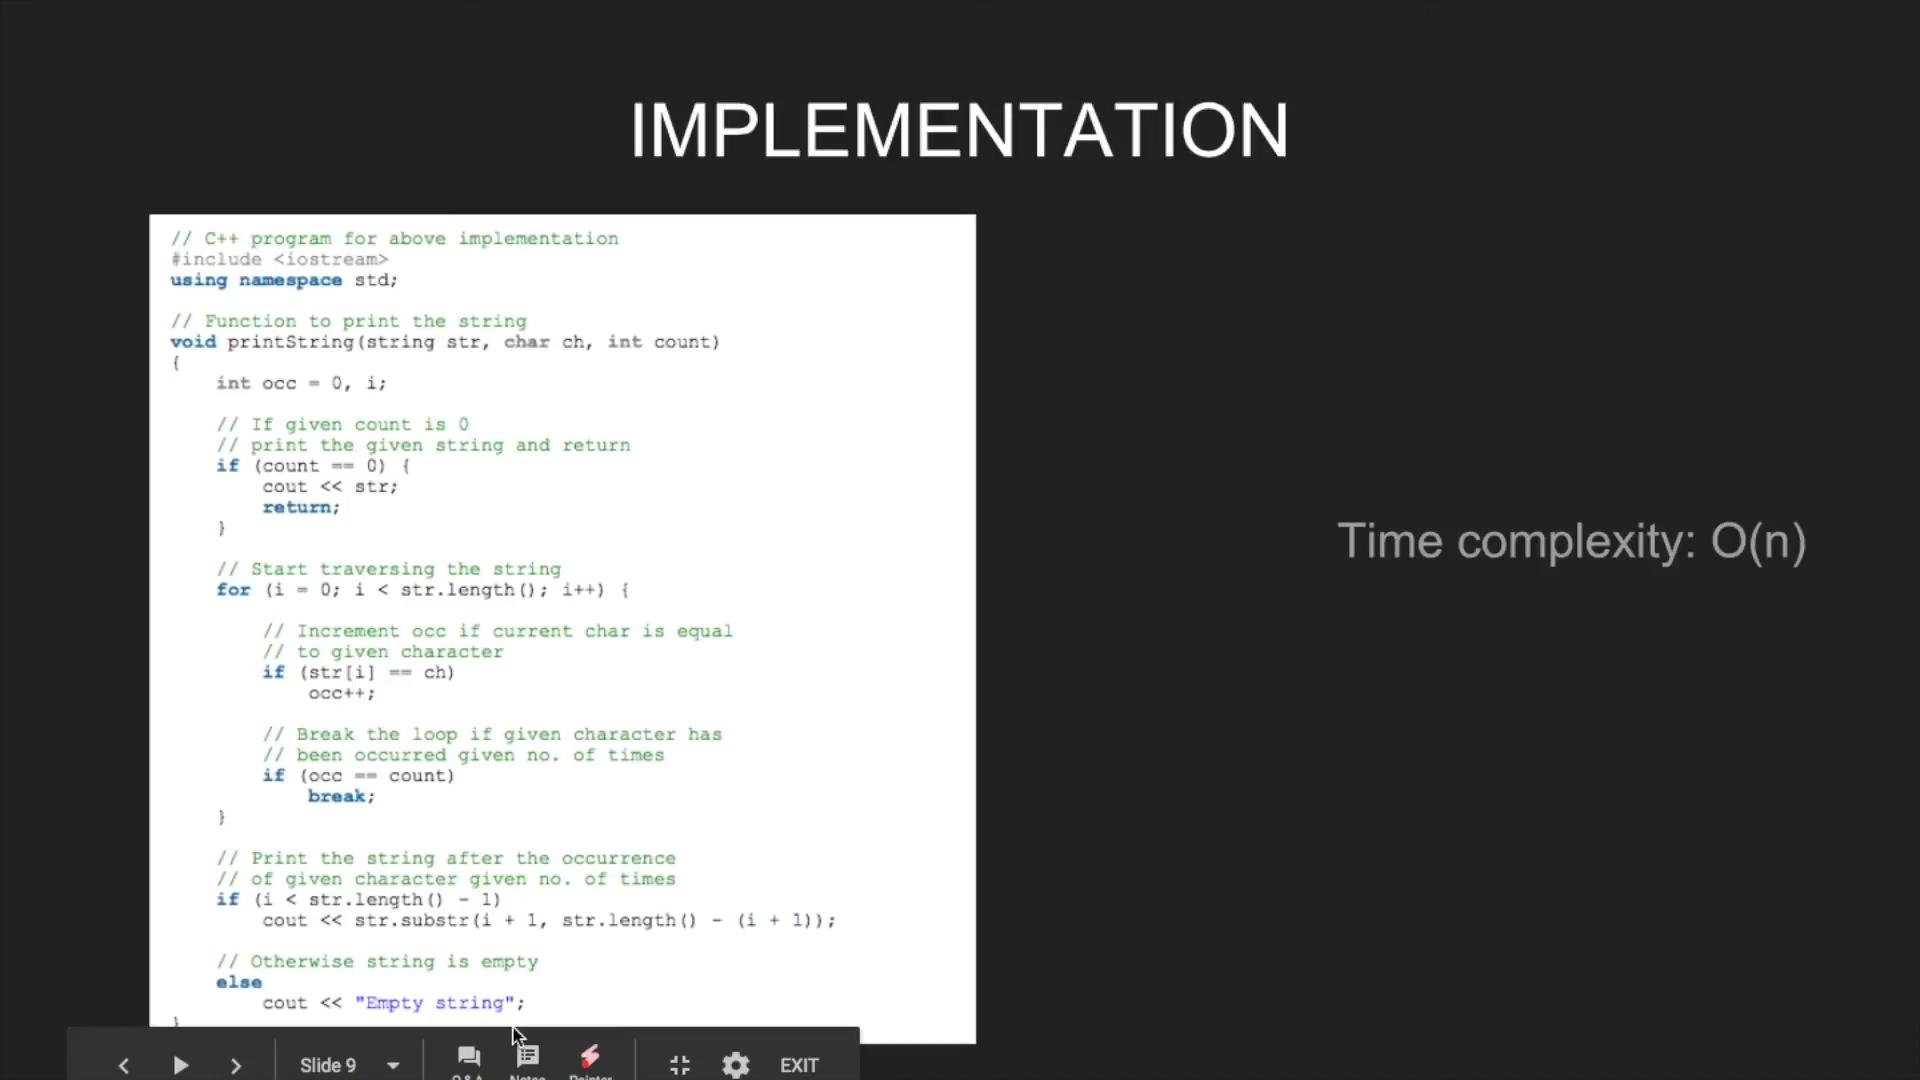 IMPLEMENTATION
// C++ program for above implementation
#include <iostream>
using namespace std;
// Function to print the string
void printString(string str, char ch, int count)
{
int occ = 0, i;
// If given count is 0
// print the given string and return
if (count == 0) {
cout << str;
return;
}
// Start traversing the string
for (i = 0; i < str.length(); i++) {
// Increment occ if current char is equal
// to given character
if (str[i] == ch)
occ++;
// Break the loop if given character has
// been occurred given no. of times
if (occ == count)
break;
}
// Print the string after the occurrence
// of given character given no. of times
if (i < str.length() - 1)
cout << str.substr(i + 1, str.length() - (i + 1));
// Otherwise string is empty
else
cout << "Empty string";
}
Time complexity: O(n)
Slide 9
Q&A Notes Pointer
EXIT